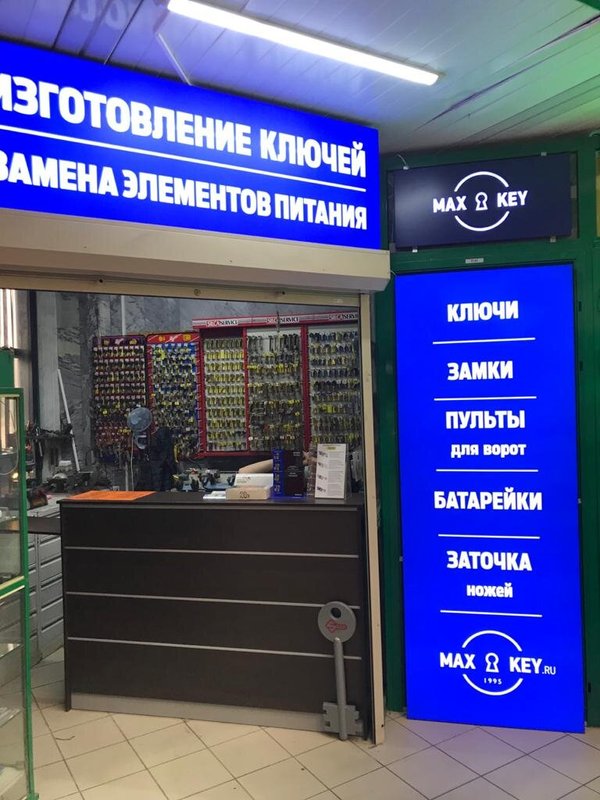 ИЗГОТОВЛЕНИЕ КЛЮЧЕЙ
ЗАМЕНА ЭЛЕМЕНТОВ ПИТАНИЯ
MAX KEY
КЛЮЧИ
ЗАМКИ
ПУЛЬТЫ
для ворот
БАТАРЕЙКИ
ЗАТОЧКА
ножей
MAX KEY.RU
1995